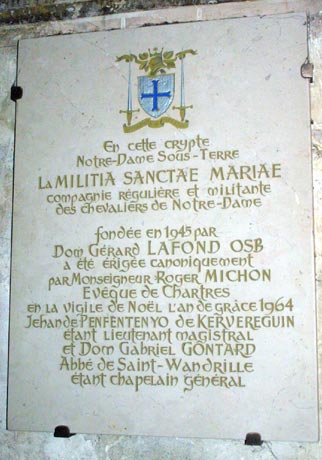 En cette crypte
Notre-Dame Sous-Terre
La MILITIA SANCTAE MARIAE
compagnie régulière et militante
des chevaliers de Notre-Dame
fondée en 1945 par
Dom Gérard LAFOND OSB
a été érigée canoniquement
par Monseigneur Roger MICHON
Evêque de Chartres
en la vigile de Noël l'an de grâce 1964
Jehan de PENFENTENYO de KERVEREGUIN
étant lieutenant magistral
et Dom Gabriel GONTARD
Abbé de Saint-Wandrille
étant chapelain général